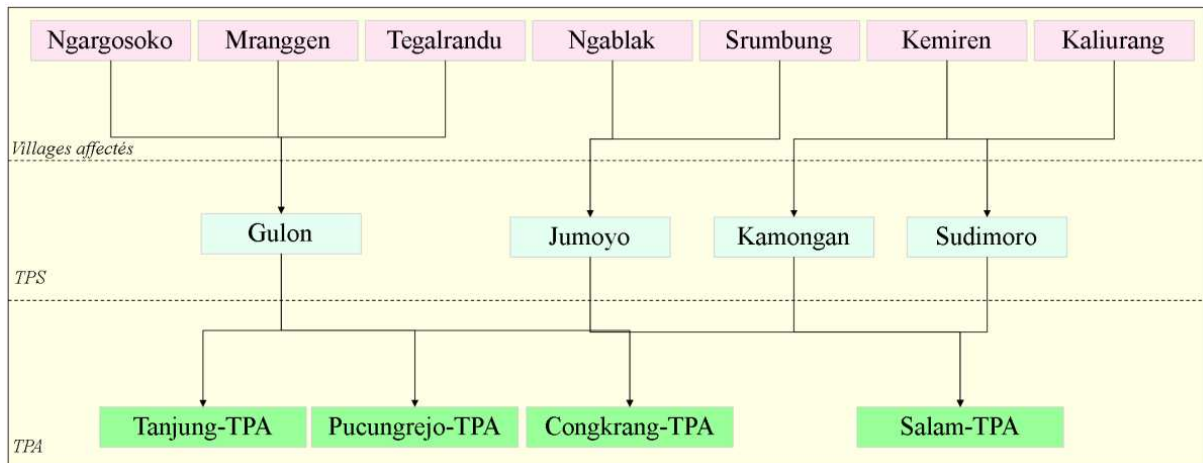 Ngargosoko Mranggen Tegalrandu Ngablak Srumbung Kemiren Kaliurang
Villages affectés
Gulon Jumoyo Kamongan Sudimoro
TPS
Tanjung-TPA Pucungrejo-TPA Congkrang-TPA Salam-TPA
TPA